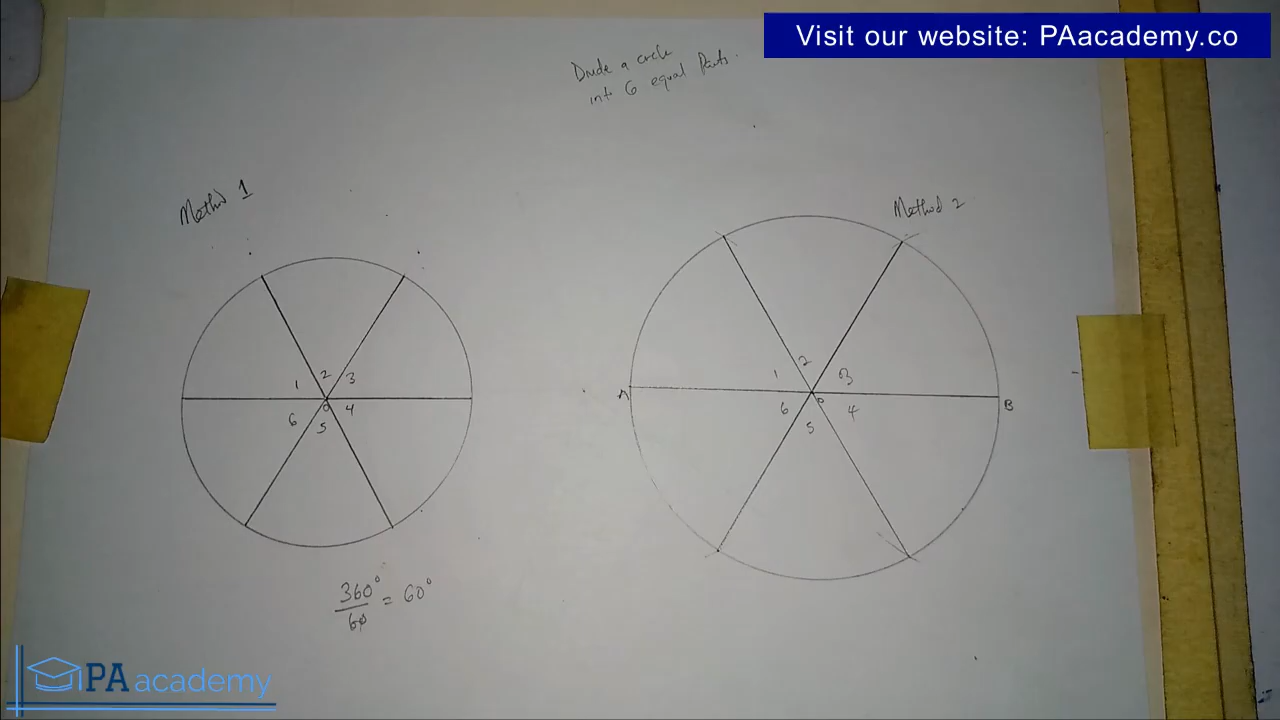 Visit our website: PAacademy.co
Divide a circle
into 6 equal Parts.
Method 1
Method 2
1 2 3
6 0 4
5
A 1 2 3 B
6 0 4
5
360° = 60°
6
PA academy